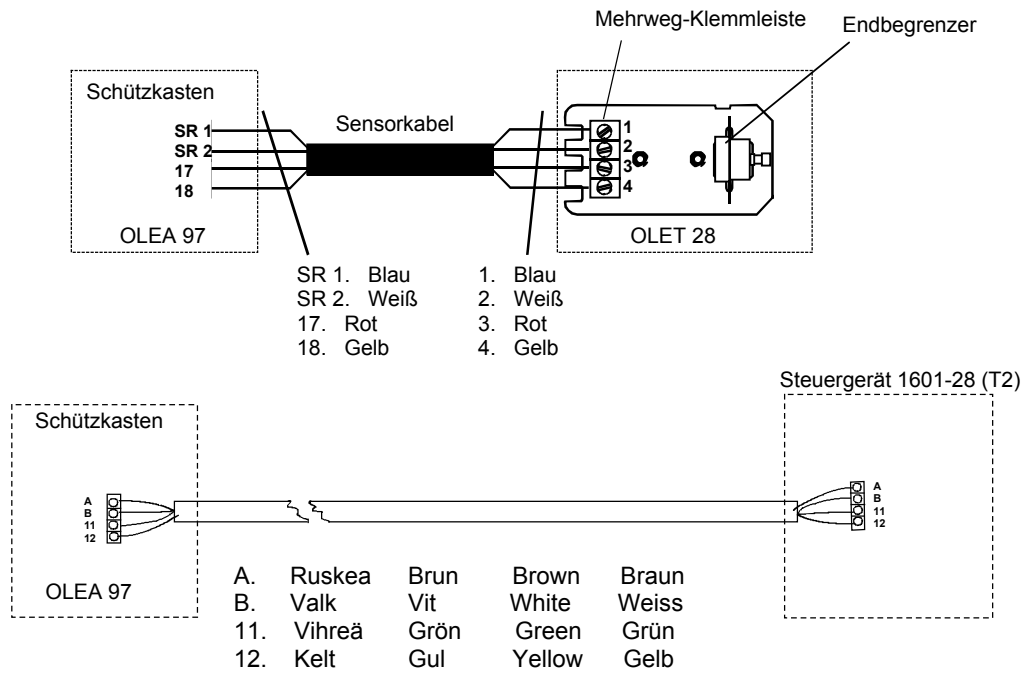 Mehrweg-Klemmleiste
Endbegrenzer
Schützkasten
SR 1
SR 2
17
18
OLEA 97
Sensorkabel
1
2
3
4
OLET 28
SR 1. Blau
SR 2. Weiß
17. Rot
18. Gelb
1. Blau
2. Weiß
3. Rot
4. Gelb
Steuergerät 1601-28 (T2)
Schützkasten
A
B
11
12
OLEA 97
A
B
11
12
A. Ruskea Brun Brown Braun
B. Valk Vit White Weiss
11. Vihreä Grön Green Grün
12. Kelt Gul Yellow Gelb